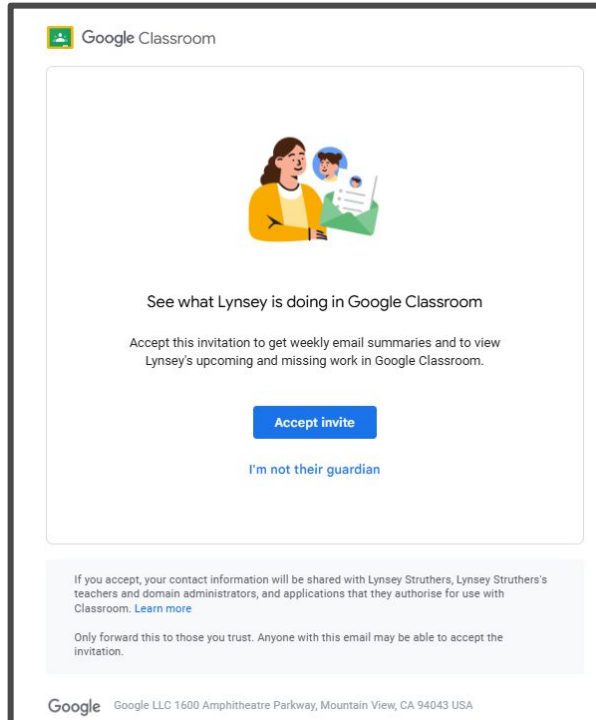 Google Classroom
See what Lynsey is doing in Google Classroom
Accept this invitation to get weekly email summaries and to view
Lynsey's upcoming and missing work in Google Classroom.
Accept invite
I'm not their guardian
If you accept, your contact information will be shared with Lynsey Struthers, Lynsey Struthers's
teachers and domain administrators, and applications that they authorise for use with
Classroom. Learn more
Only forward this to those you trust. Anyone with this email may be able to accept the
invitation.
Google Google LLC 1600 Amphitheatre Parkway, Mountain View, CA 94043 USA